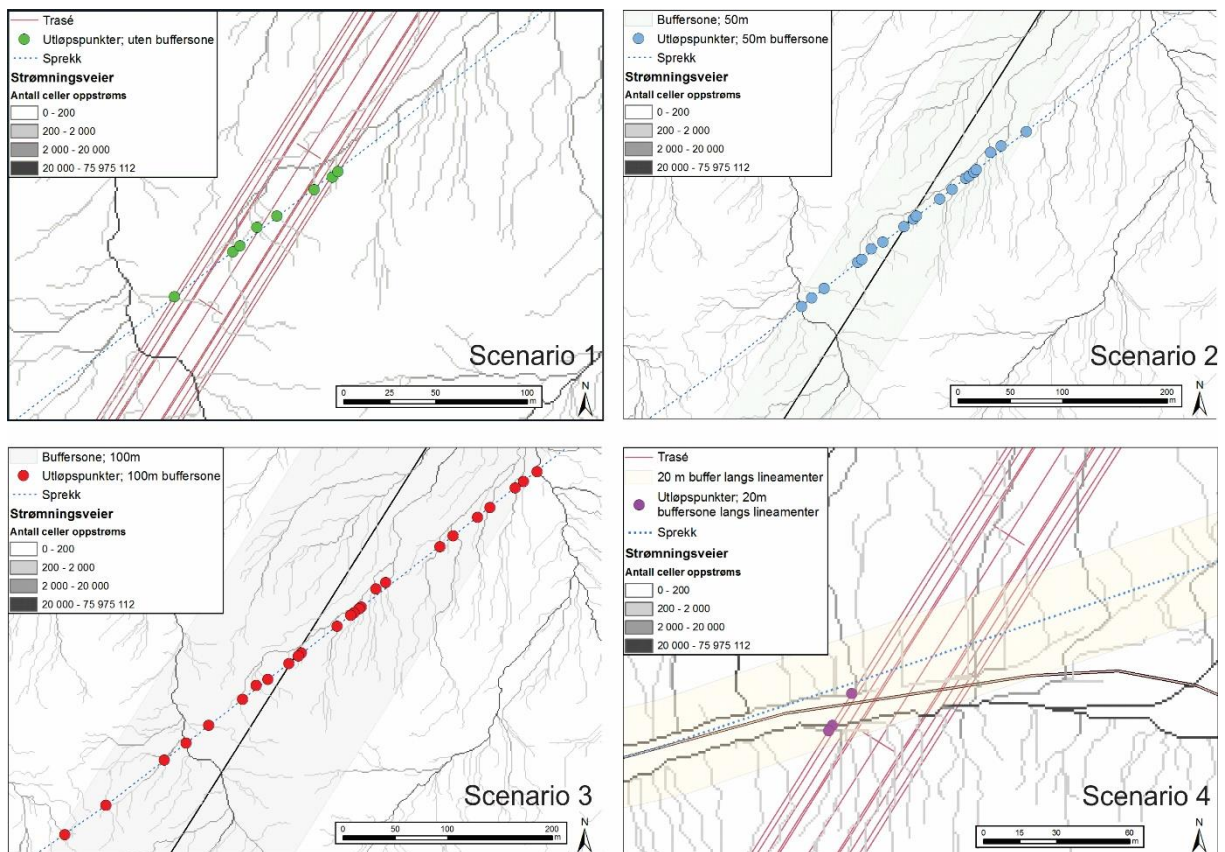 Trasé
Utløpspunkter; uten buffersone
Sprekk
Strømningsveier
Antall celler oppstrøms
0 - 200
200 - 2 000
2 000 - 20 000
20 000 - 75 975 112
Scenario 1
0 25 50 100
m
N
Buffersone; 50m
Utløpspunkter; 50m buffersone
Sprekk
Strømningsveier
Antall celler oppstrøms
0 - 200
200 - 2 000
2 000 - 20 000
20 000 - 75 975 112
Scenario 2
0 50 100 200
m
N
Buffersone; 100m
Utløpspunkter; 100m buffersone
Sprekk
Strømningsveier
Antall celler oppstrøms
0 - 200
200 - 2 000
2 000 - 20 000
20 000 - 75 975 112
Scenario 3
0 50 100 200
m
N
Trasé
20 m buffer langs lineamenter
Utløpspunkter; 20m
buffersone langs lineamenter
Sprekk
Strømningsveier
Antall celler oppstrøms
0 - 200
200 - 2 000
2 000 - 20 000
20 000 - 75 975 112
Scenario 4
0 15 30 60
m
N